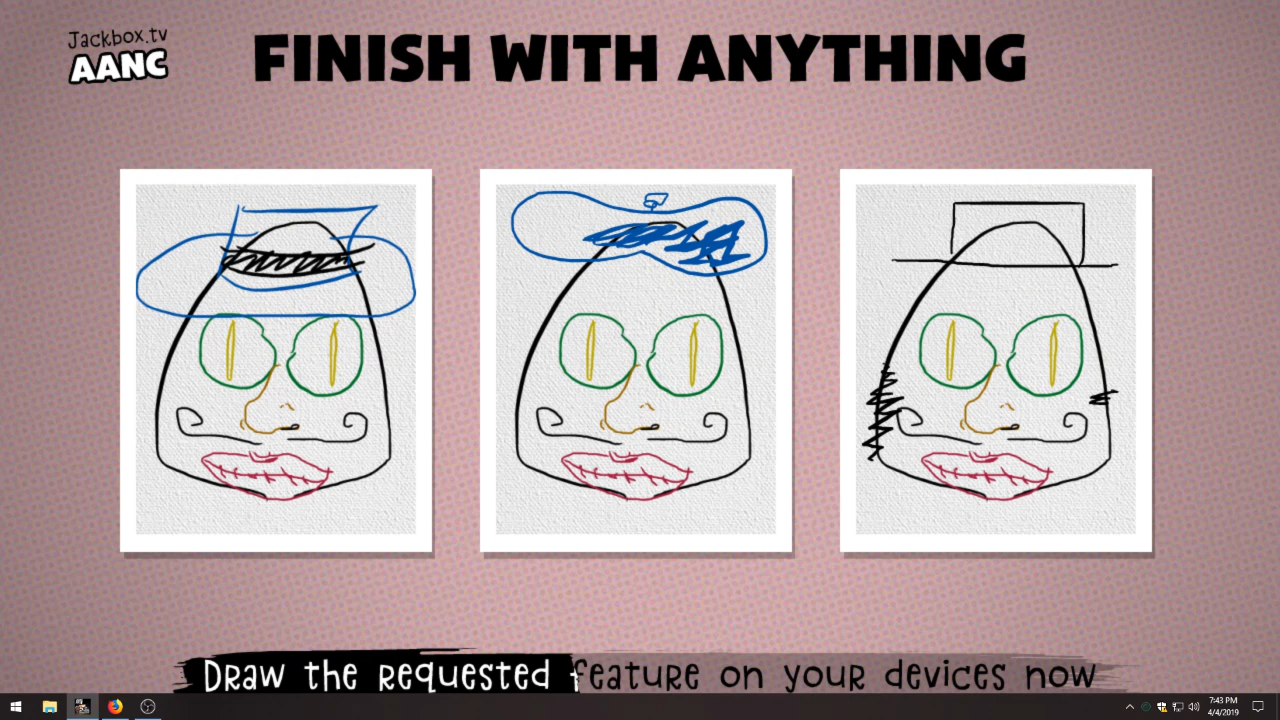 Jackbox.tv
AANC
FINISH WITH ANYTHING
Draw the requested feature on your devices now
7:43 PM
4/4/2019